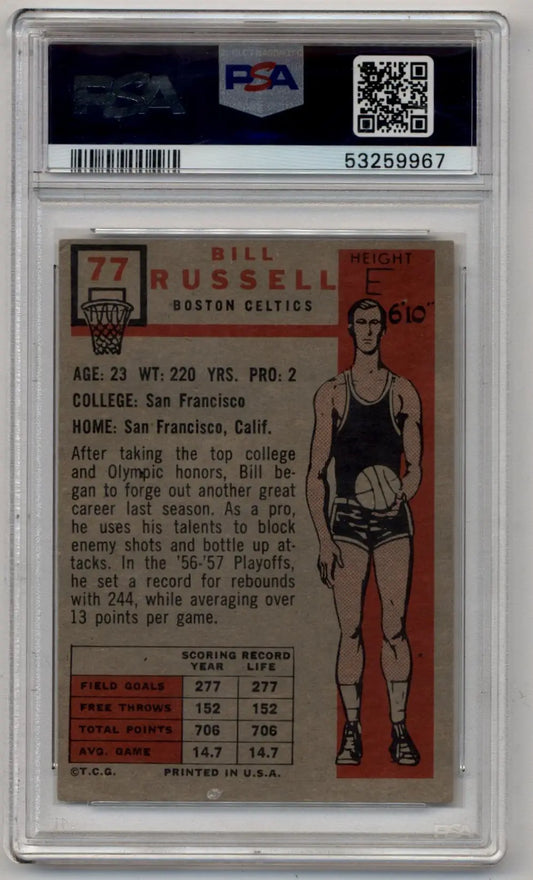 PSA
PSA
53259967
77
BILL
RUSSELL
BOSTON CELTICS
HEIGHT
E
6'10"
AGE: 23 WT: 220 YRS. PRO: 2
COLLEGE: San Francisco
HOME: San Francisco, Calif.
After taking the top college
and Olympic honors, Bill be-
gan to forge out another great
career last season. As a pro,
he uses his talents to block
enemy shots and bottle up at-
tacks. In the '56-'57 Playoffs,
he set a record for rebounds
with 244, while averaging over
13 points per game.
SCORING RECORD
YEAR LIFE
FIELD GOALS 277 277
FREE THROWS 152 152
TOTAL POINTS 706 706
AVG. GAME 14.7 14.7
©T.C.G. PRINTED IN U.S.A.
PSA